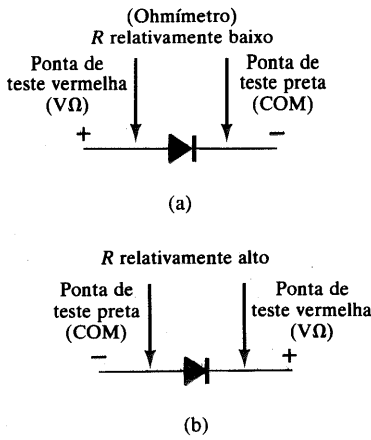 (Ohmímetro)
R relativamente baixo
Ponta de
teste vermelha
(VΩ)
Ponta de
teste preta
(COM)
+
−
(a)
R relativamente alto
Ponta de
teste preta
(COM)
Ponta de
teste vermelha
(VΩ)
−
+
(b)